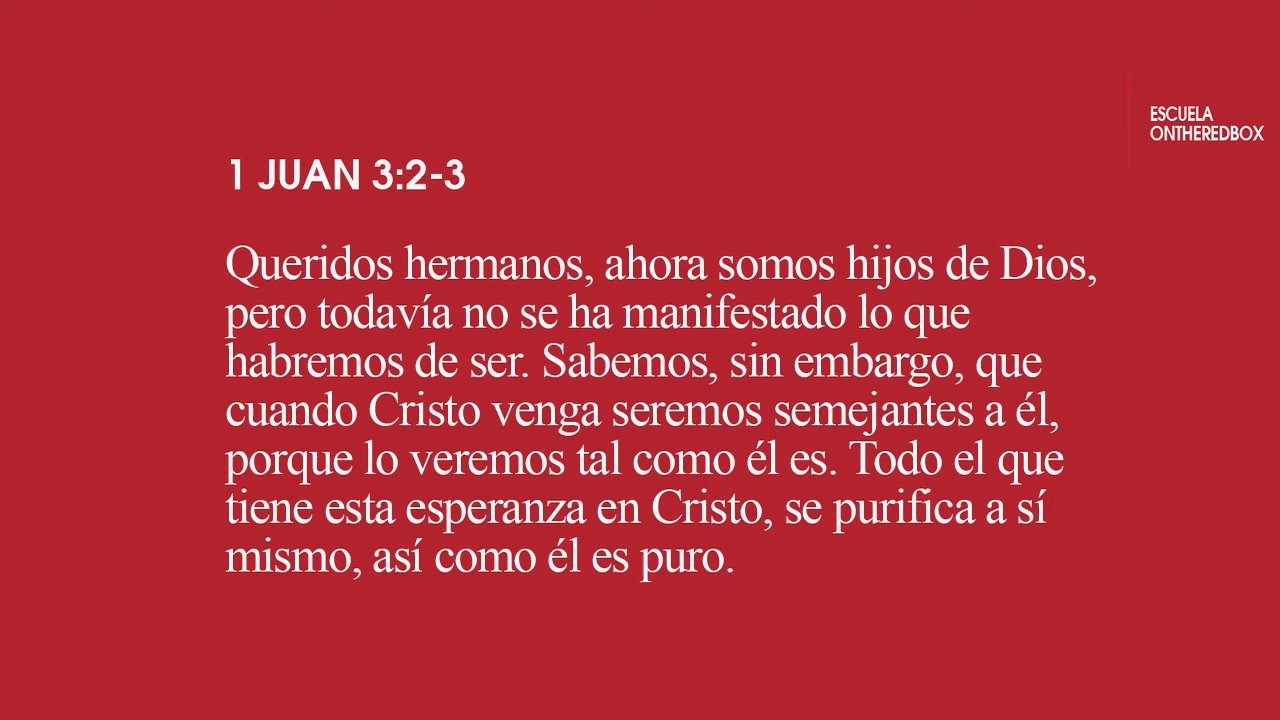 ESCUELA
ONTHEREDBOX
1 JUAN 3:2-3
Queridos hermanos, ahora somos hijos de Dios,
pero todavía no se ha manifestado lo que
habremos de ser. Sabemos, sin embargo, que
cuando Cristo venga seremos semejantes a él,
porque lo veremos tal como él es. Todo el que
tiene esta esperanza en Cristo, se purifica a sí
mismo, así como él es puro.